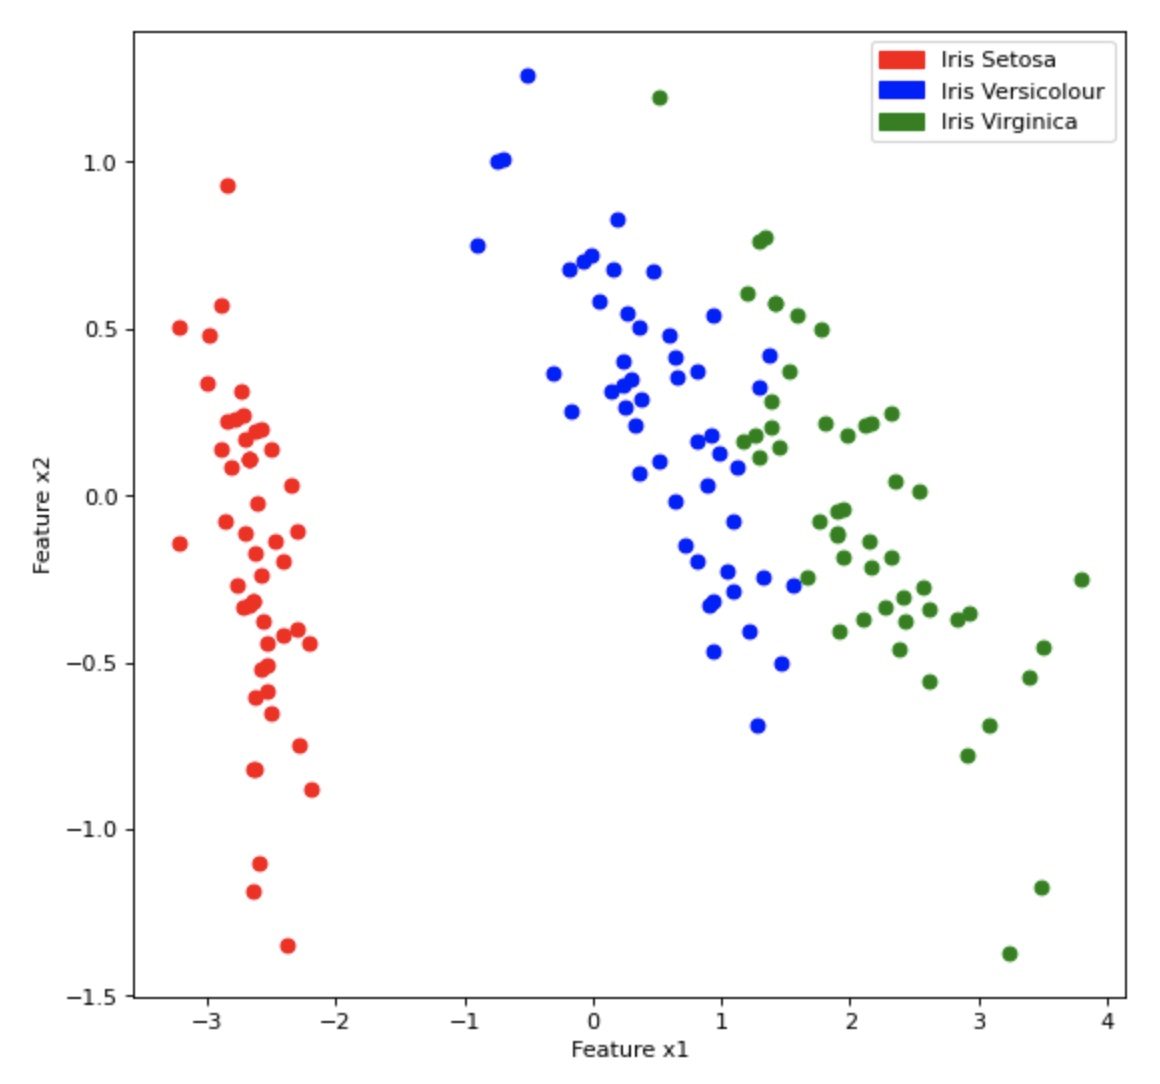 Iris Setosa
Iris Versicolour
Iris Virginica
1.0
0.5
0.0
−0.5
−1.0
−1.5
Feature x2
−3 −2 −1 0 1 2 3 4
Feature x1